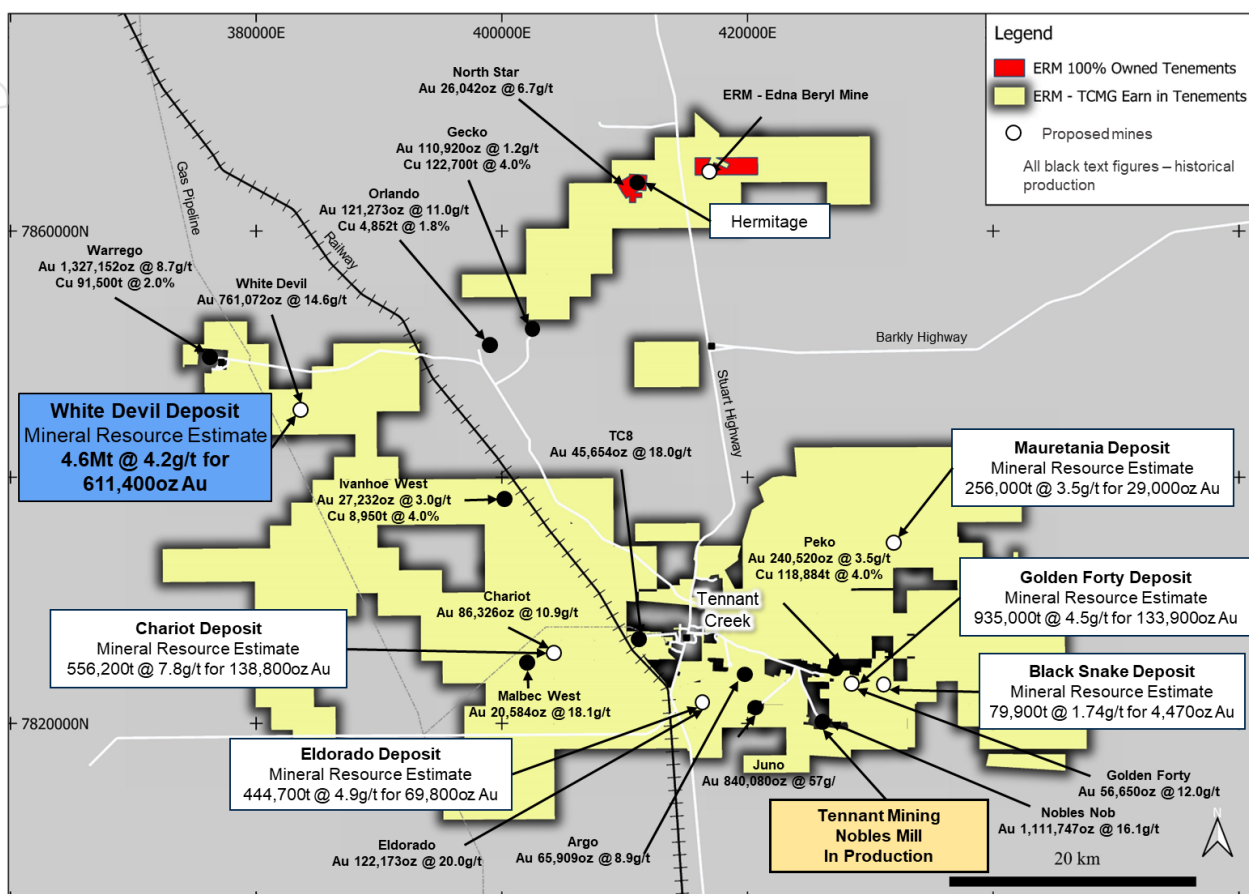 380000E
400000E
420000E
Legend
ERM 100% Owned Tenements
ERM - TCMG Earn in Tenements
Proposed mines
All black text figures – historical
production
North Star
Au 26,042oz @ 6.7g/t
ERM - Edna Beryl Mine
Gecko
Au 110,920oz @ 1.2g/t
Cu 122,700t @ 4.0%
Orlando
Au 121,273oz @ 11.0g/t
Cu 4,852t @ 1.8%
Gas Pipeline
Railway
Hermitage
7860000N
Warrego
Au 1,327,152oz @ 8.7g/t
Cu 91,500t @ 2.0%
White Devil
Au 761,072oz @ 14.6g/t
Barkly Highway
Stuart Highway
White Devil Deposit
Mineral Resource Estimate
4.6Mt @ 4.2g/t for
611,400oz Au
TC8
Au 45,654oz @ 18.0g/t
Mauretania Deposit
Mineral Resource Estimate
256,000t @ 3.5g/t for 29,000oz Au
Ivanhoe West
Au 27,232oz @ 3.0g/t
Cu 8,950t @ 4.0%
Peko
Au 240,520oz @ 3.5g/t
Cu 118,884t @ 4.0%
Golden Forty Deposit
Mineral Resource Estimate
935,000t @ 4.5g/t for 133,900oz Au
Tennant
Creek
Chariot
Au 86,326oz @ 10.9g/t
Chariot Deposit
Mineral Resource Estimate
556,200t @ 7.8g/t for 138,800oz Au
Black Snake Deposit
Mineral Resource Estimate
79,900t @ 1.74g/t for 4,470oz Au
Malbec West
Au 20,584oz @ 18.1g/t
7820000N
Eldorado Deposit
Mineral Resource Estimate
444,700t @ 4.9g/t for 69,800oz Au
Juno
Au 840,080oz @ 57g/
Golden Forty
Au 56,650oz @ 12.0g/t
Tennant Mining
Nobles Mill
In Production
Nobles Nob
Au 1,111,747oz @ 16.1g/t
Eldorado
Au 122,173oz @ 20.0g/t
Argo
Au 65,909oz @ 8.9g/t
N
20 km